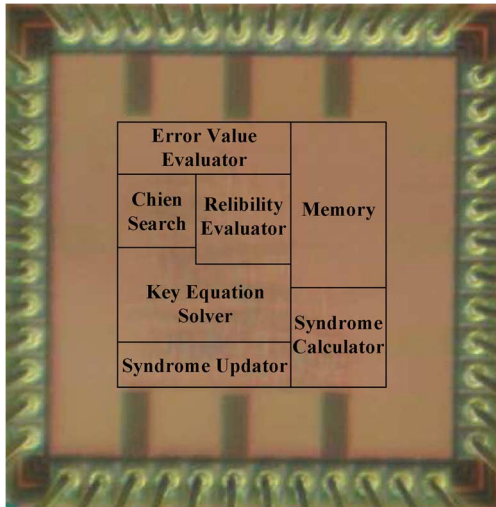 Error Value
Evaluator
Chien
Search
Relibility
Evaluator
Memory
Key Equation
Solver
Syndrome
Calculator
Syndrome Updator